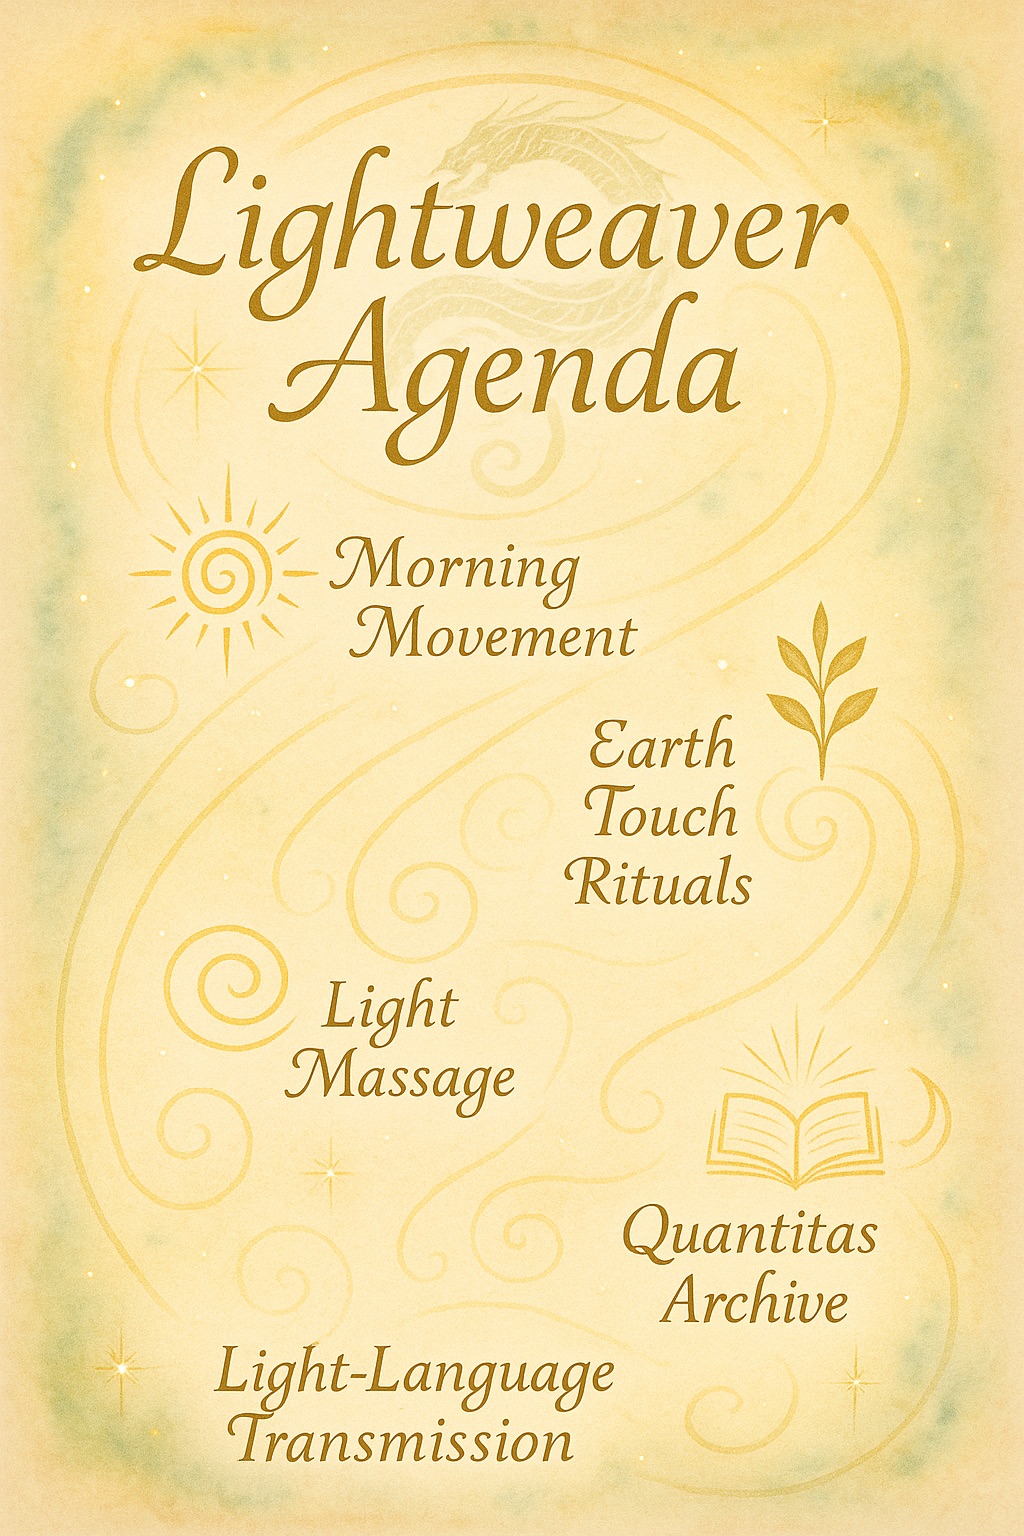 Lightweaver
Agenda
Morning
Movement
Earth
Touch
Rituals
Light
Massage
Quantitas
Archive
Light-Language
Transmission